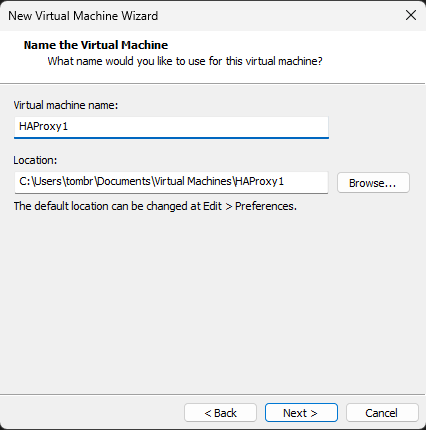 New Virtual Machine Wizard
Name the Virtual Machine
What name would you like to use for this virtual machine?
Virtual machine name:
HAProxy1
Location:
C:\Users\tombr\Documents\Virtual Machines\HAProxy1
Browse...
The default location can be changed at Edit > Preferences.
< Back
Next >
Cancel